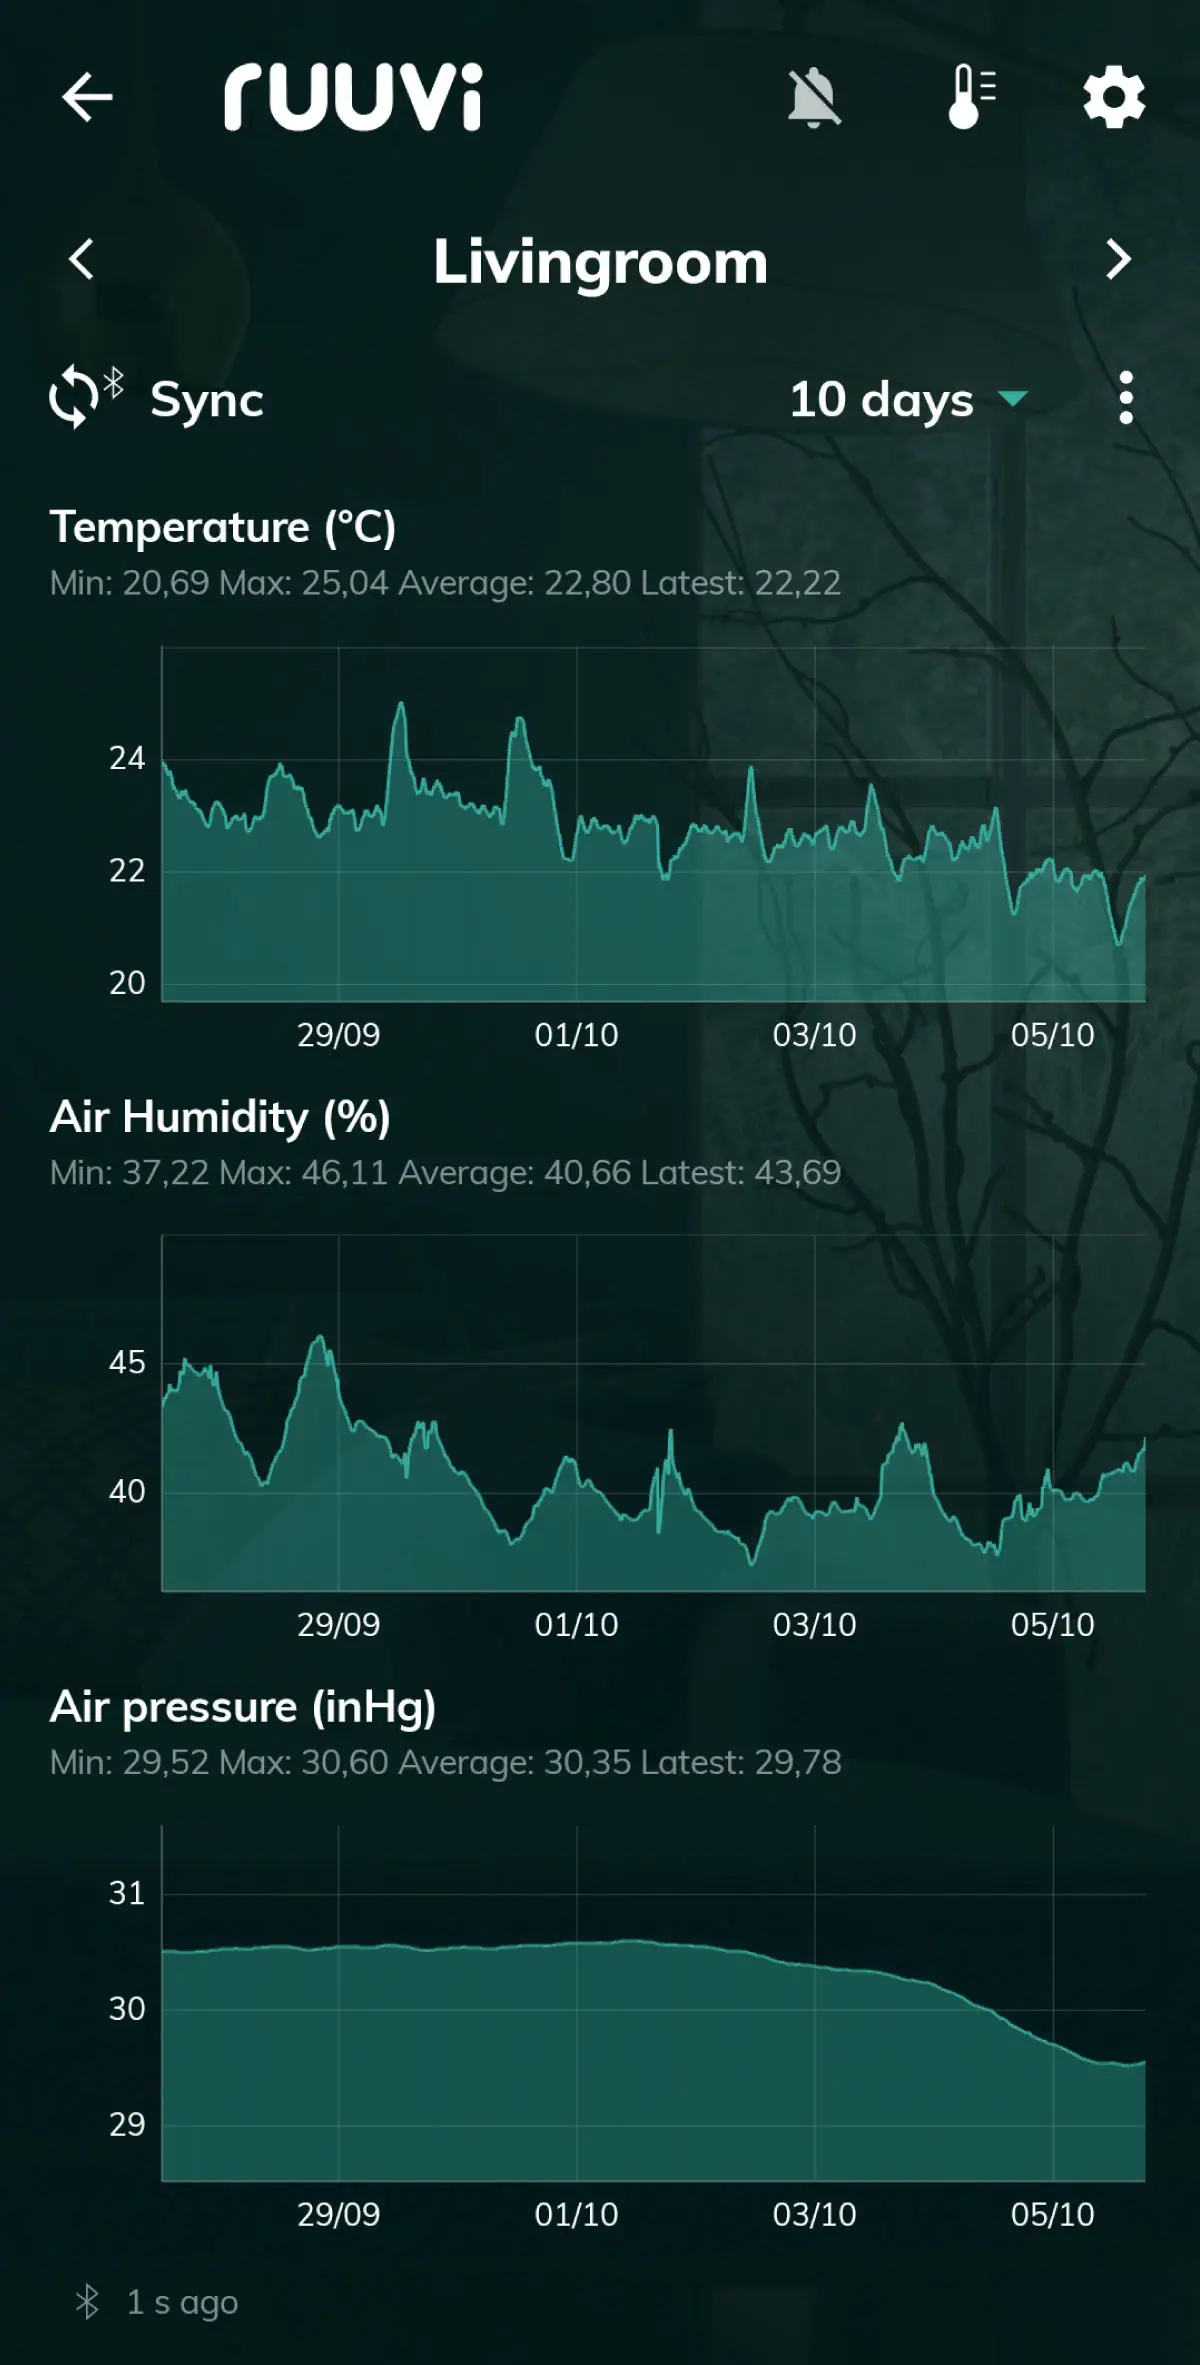 ruuvi
Livingroom
Sync 10 days
Temperature (°C)
Min: 20,69 Max: 25,04 Average: 22,80 Latest: 22,22
24
22
20
29/09 01/10 03/10 05/10
Air Humidity (%)
Min: 37,22 Max: 46,11 Average: 40,66 Latest: 43,69
45
40
29/09 01/10 03/10 05/10
Air pressure (inHg)
Min: 29,52 Max: 30,60 Average: 30,35 Latest: 29,78
31
30
29
29/09 01/10 03/10 05/10
1 s ago